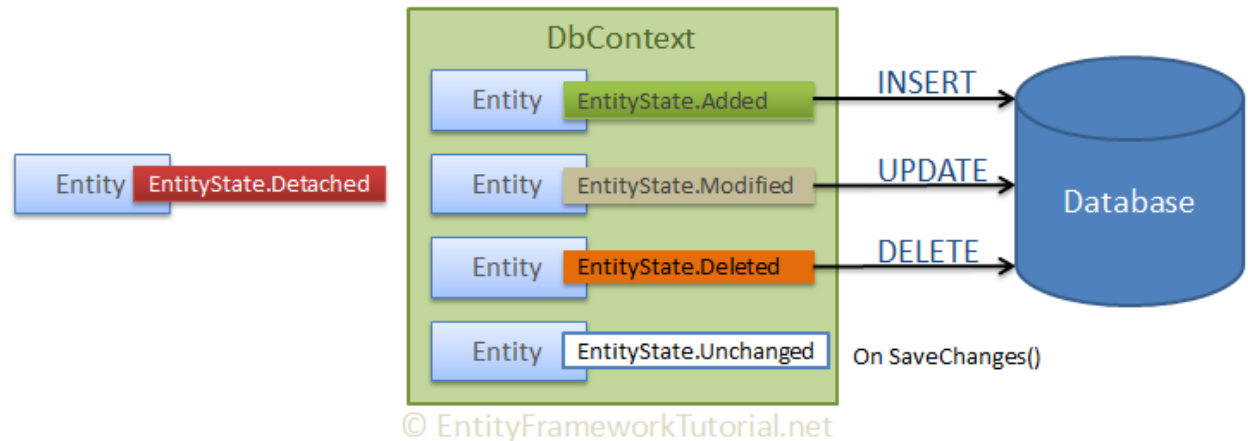 DbContext
Entity EntityState.Added
INSERT
Entity EntityState.Detached
Entity EntityState.Modified
UPDATE
Database
Entity EntityState.Deleted
DELETE
Entity EntityState.Unchanged
On SaveChanges()
© EntityFrameworkTutorial.net